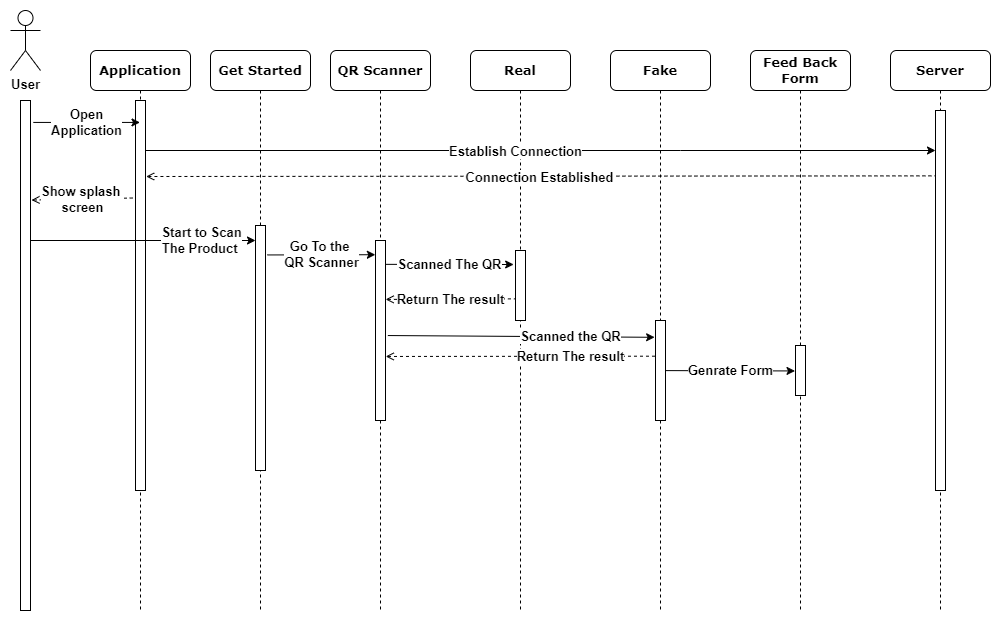 User
Application
Get Started
QR Scanner
Real
Fake
Feed Back
Form
Server
Open
Application
Establish Connection
Connection Established
Show splash
screen
Start to Scan
The Product
Go To the
QR Scanner
Scanned The QR
Return The result
Scanned the QR
Return The result
Genrate Form